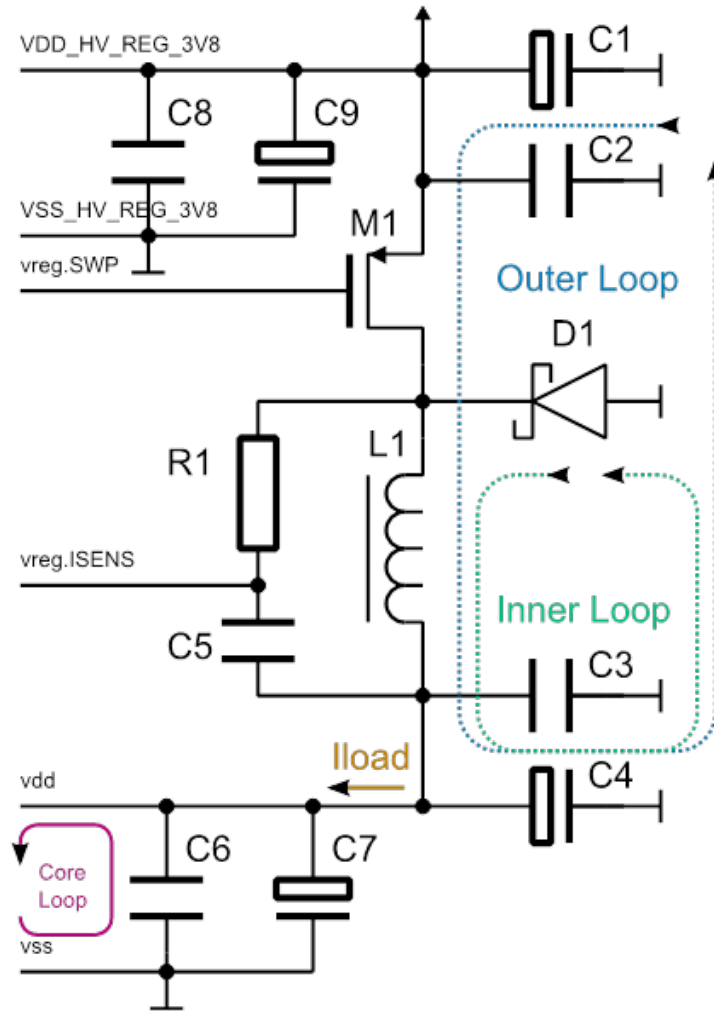 VDD_HV_REG_3V8
C1
C8
C9
C2
VSS_HV_REG_3V8
M1
vreg.SWP
Outer Loop
D1
L1
R1
vreg.ISENS
Inner Loop
C5
C3
Iload
vdd
C4
C6
C7
Core
Loop
vss